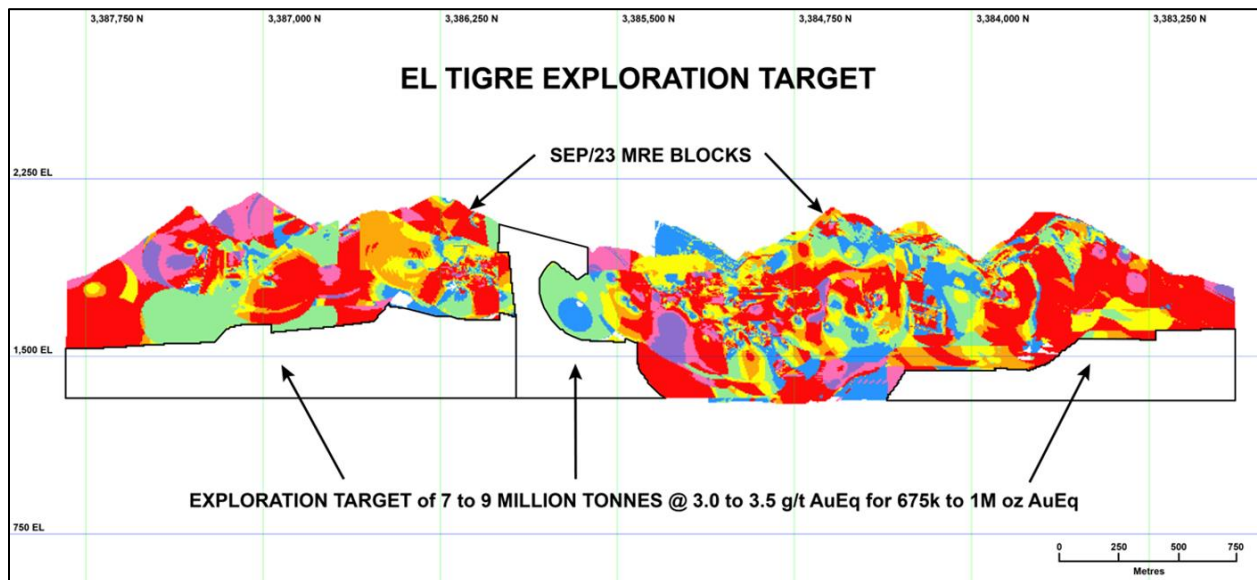 3,387,750 N 3,387,000 N 3,386,250 N 3,385,500 N 3,384,750 N 3,384,000 N 3,383,250 N
EL TIGRE EXPLORATION TARGET
SEP/23 MRE BLOCKS
2,250 EL
1,500 EL
EXPLORATION TARGET of 7 to 9 MILLION TONNES @ 3.0 to 3.5 g/t AuEq for 675k to 1M oz AuEq
750 EL
0 250 500 750
Metres